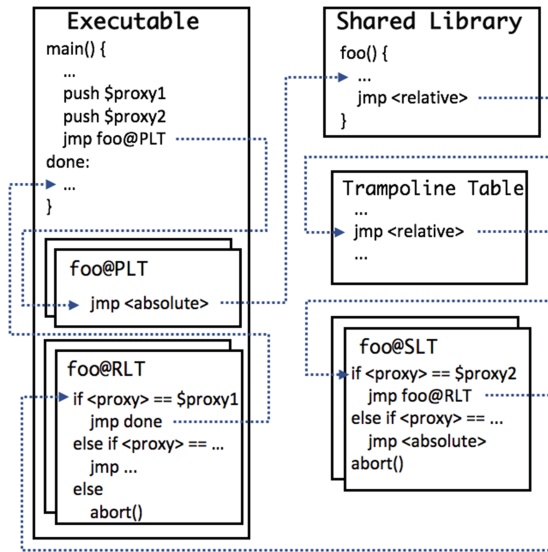 Executable
main() {
...
push $proxy1
push $proxy2
jmp foo@PLT
done:
...
}
foo@PLT
jmp <absolute>
foo@RLT
if <proxy> == $proxy1
jmp done
else if <proxy> == ...
jmp ...
else
abort()
Shared Library
foo() {
...
jmp <relative>
}
Trampoline Table
...
jmp <relative>
...
foo@SLT
if <proxy> == $proxy2
jmp foo@RLT
else if <proxy> == ...
jmp <absolute>
abort()